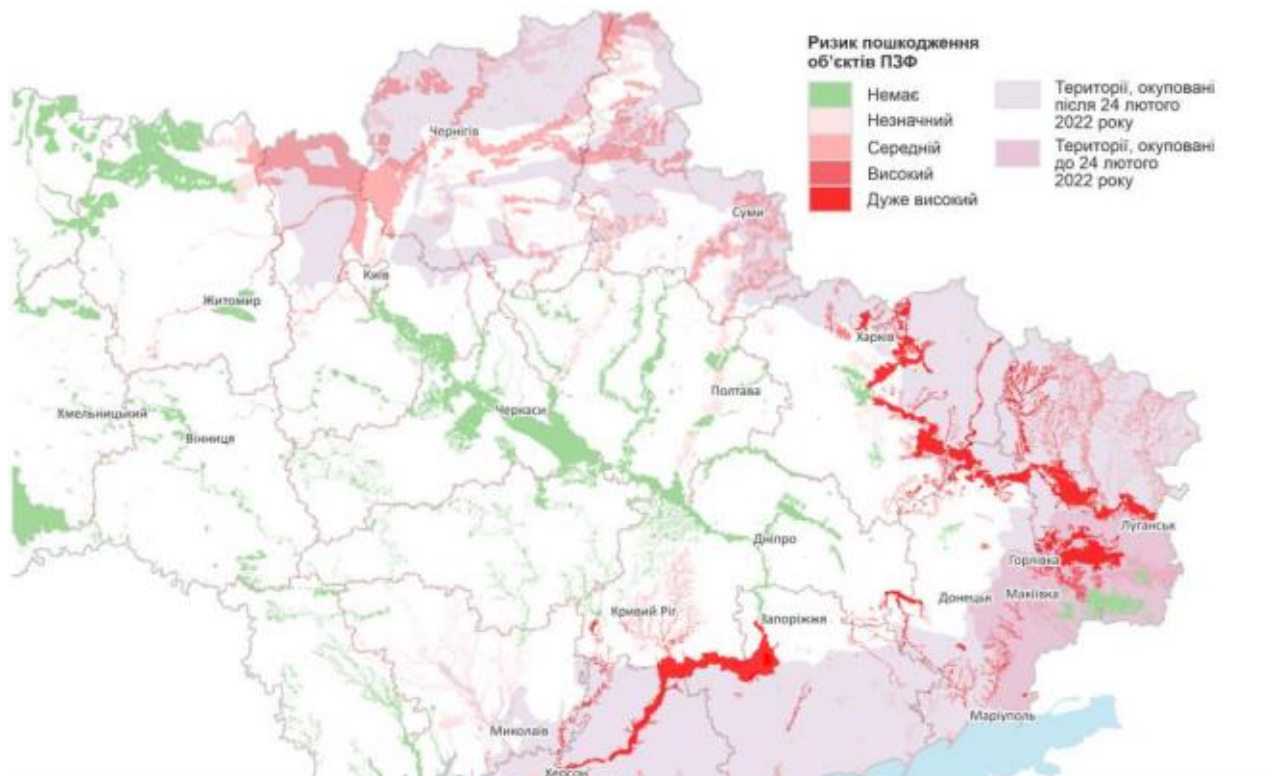 Ризик пошкодження
об'єктів ПЗФ
Немає
Незначний
Середній
Високий
Дуже високий
Території, окуповані
після 24 лютого
2022 року
Території, окуповані
до 24 лютого
2022 року
Чернігів
Суми
Київ
Житомир
Харків
Полтава
Хмельницький
Черкаси
Вінниця
Луганськ
Дніпро
Горлівка
Донецьк
Макіївка
Кривий Ріг
Запоріжжя
Маріуполь
Миколаїв
Херсон